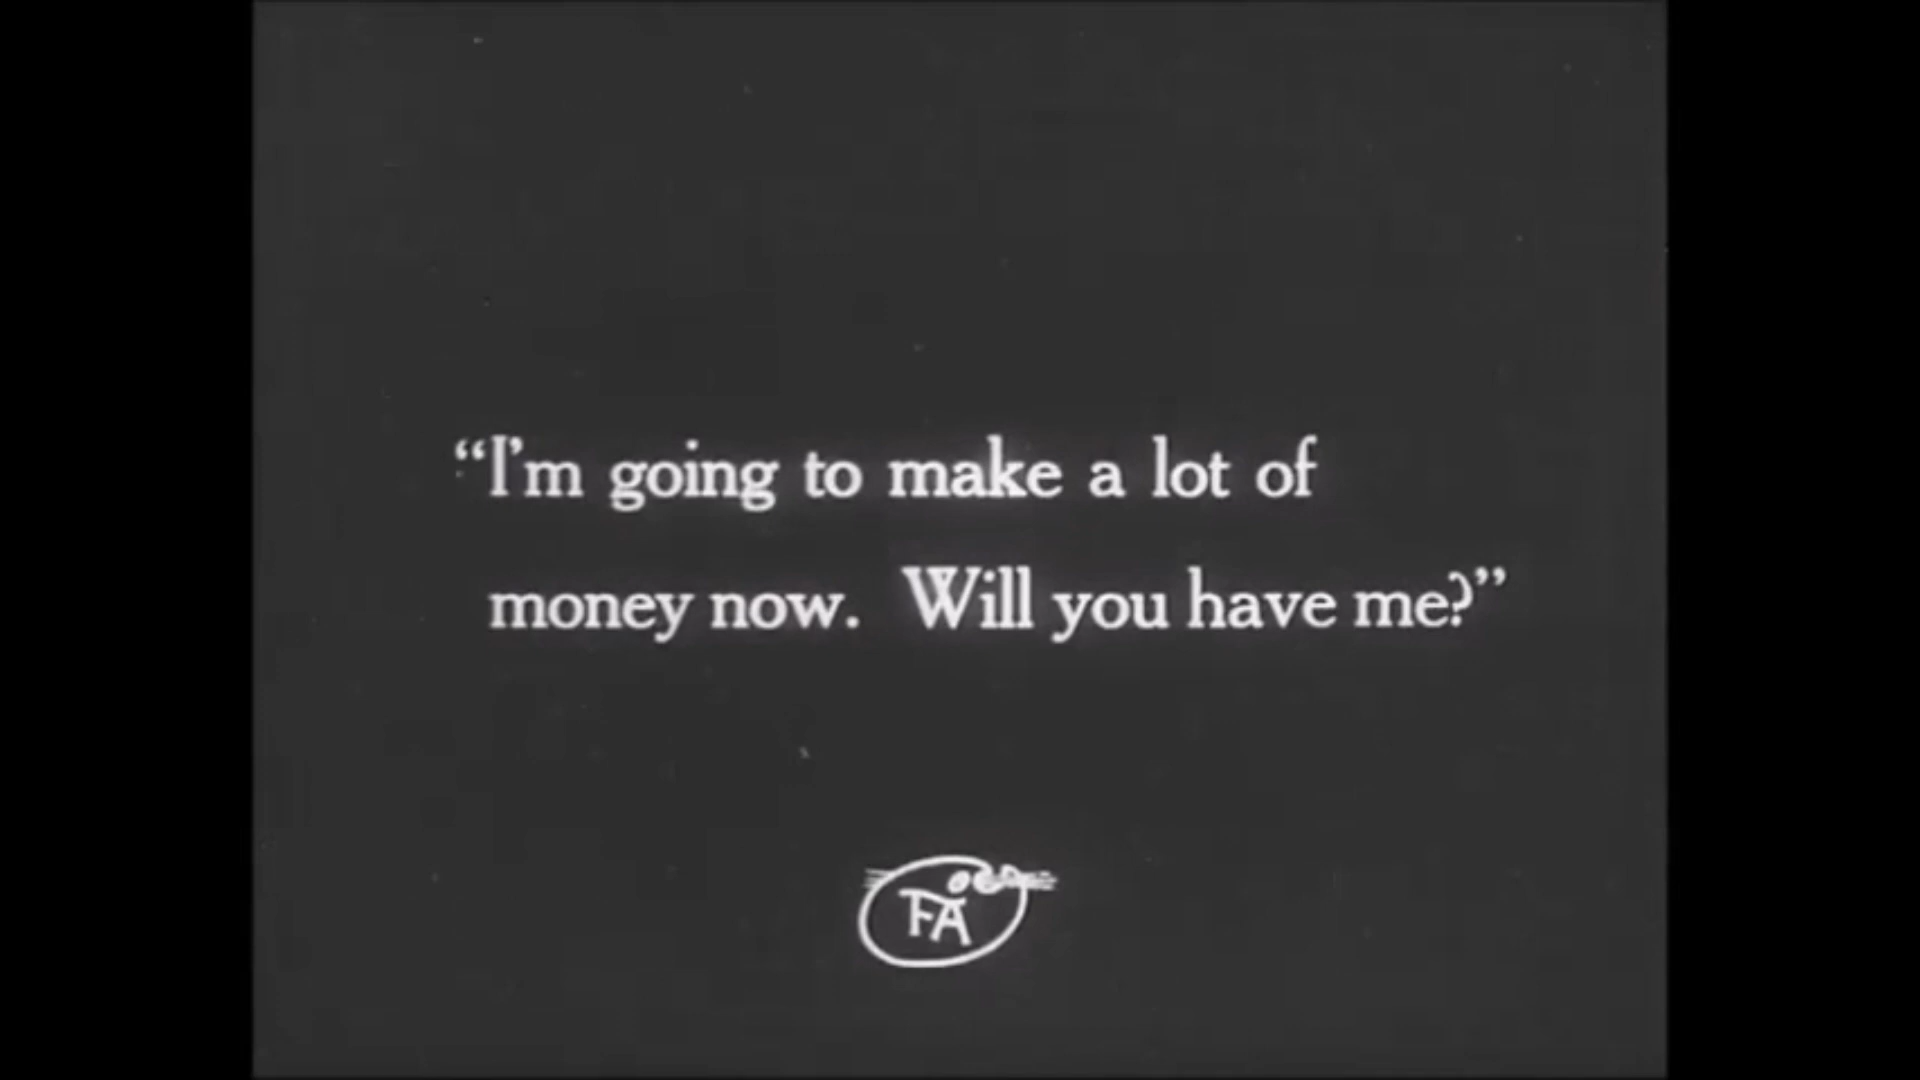 “I'm going to make a lot of
money now.  Will you have me?”
FA